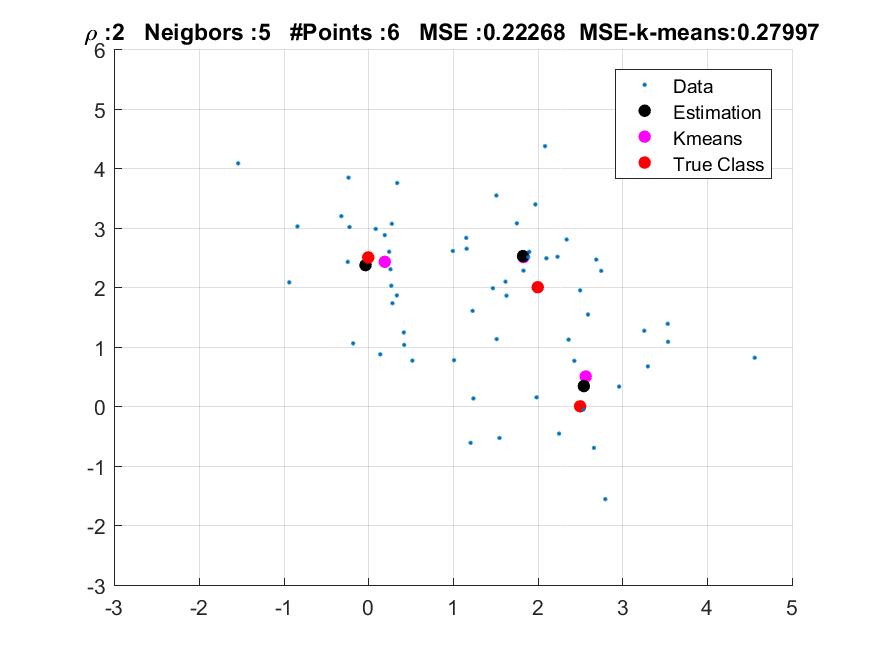 ρ :2 Neigbors :5 #Points :6 MSE :0.22268 MSE-k-means:0.27997
6
5
4
3
2
1
0
-1
-2
-3
-3 -2 -1 0 1 2 3 4 5
Data
Estimation
Kmeans
True Class